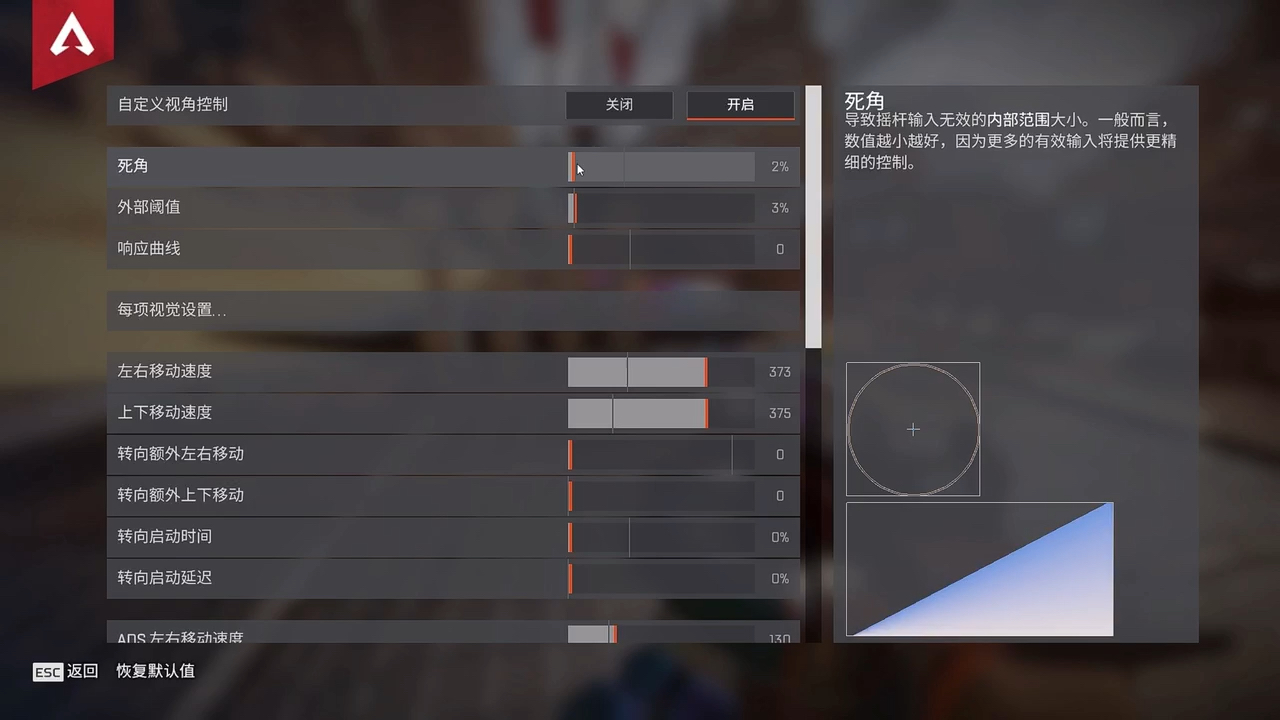 自定义视角控制
关闭
开启
死角
2%
外部阈值
3%
响应曲线
0
每项视觉设置...
左右移动速度
373
上下移动速度
375
转向额外左右移动
0
转向额外上下移动
0
转向启动时间
0%
转向启动延迟
0%
ADS 左右移动速度
130
死角
导致摇杆输入无效的内部范围大小。一般而言，
数值越小越好，因为更多的有效输入将提供更精
细的控制。
ESC 返回
恢复默认值